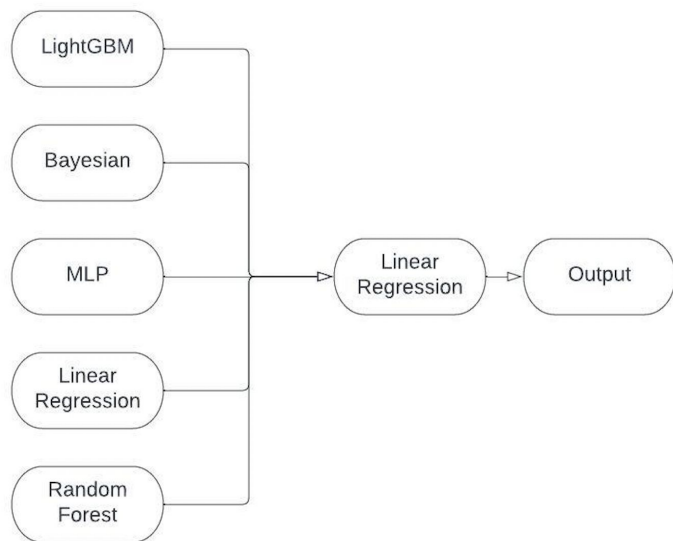 LightGBM
Bayesian
MLP
Linear
Regression
Random
Forest
Linear
Regression
Output